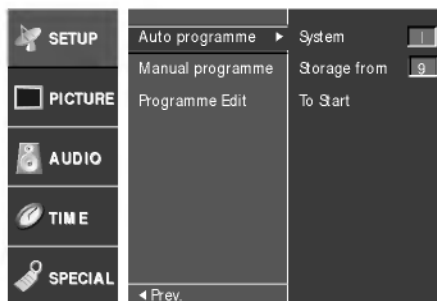 SETUP
PICTURE
AUDIO
TIME
SPECIAL
Auto programme ►
Manual programme
Programme Edit
◄ Prev.
System I
Storage from 9
To Start